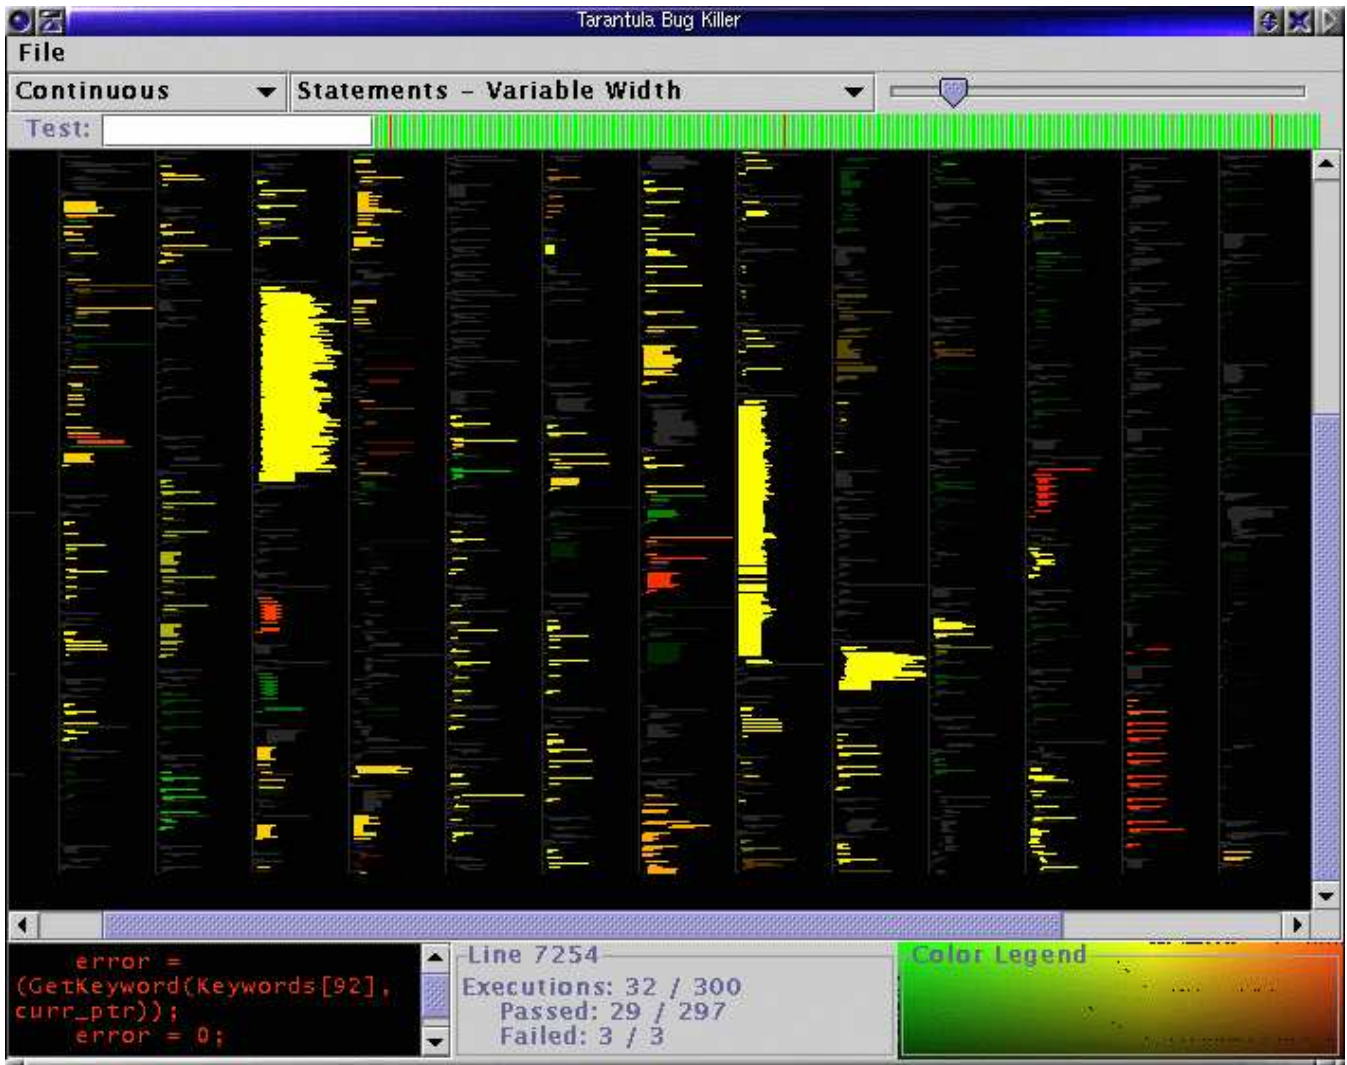 Tarantula Bug Killer
File
Continuous
Statements - Variable Width
Test:
error =
(GetKeyword(Keywords[92],
curr_ptr));
error = 0;
Line 7254
Executions: 32 / 300
Passed: 29 / 297
Failed: 3 / 3
Color Legend